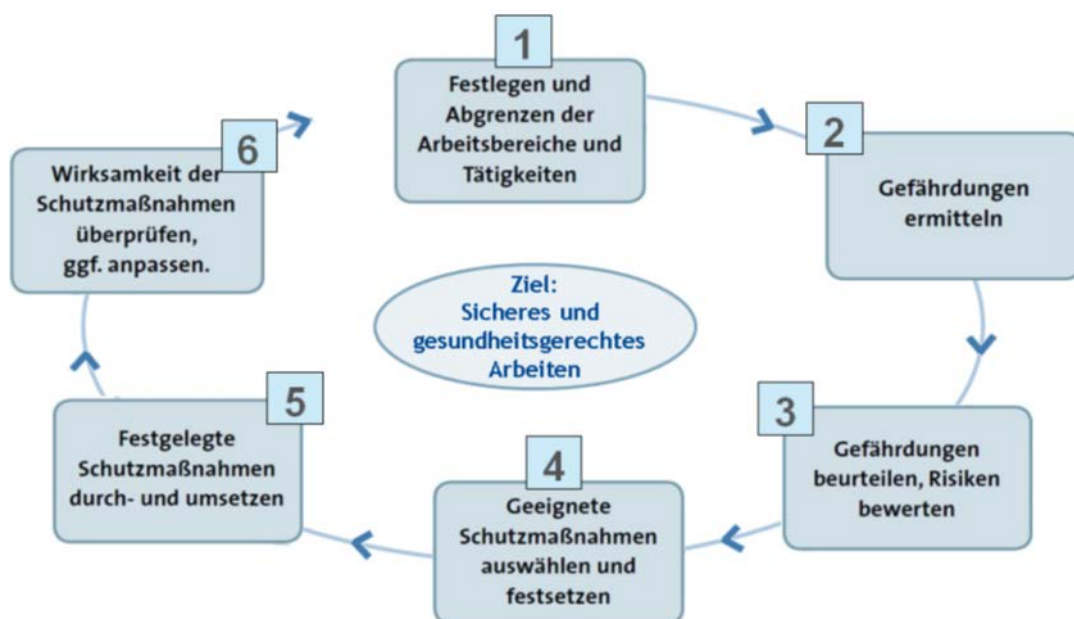 1
Festlegen und
Abgrenzen der
Arbeitsbereiche und
Tätigkeiten
2
Gefährdungen
ermitteln
3
Gefährdungen
beurteilen, Risiken
bewerten
4
Geeignete
Schutzmaßnahmen
auswählen und
festsetzen
5
Festgelegte
Schutzmaßnahmen
durch- und umsetzen
6
Wirksamkeit der
Schutzmaßnahmen
überprüfen,
ggf. anpassen.
Ziel:
Sicheres und
gesundheitsgerechtes
Arbeiten